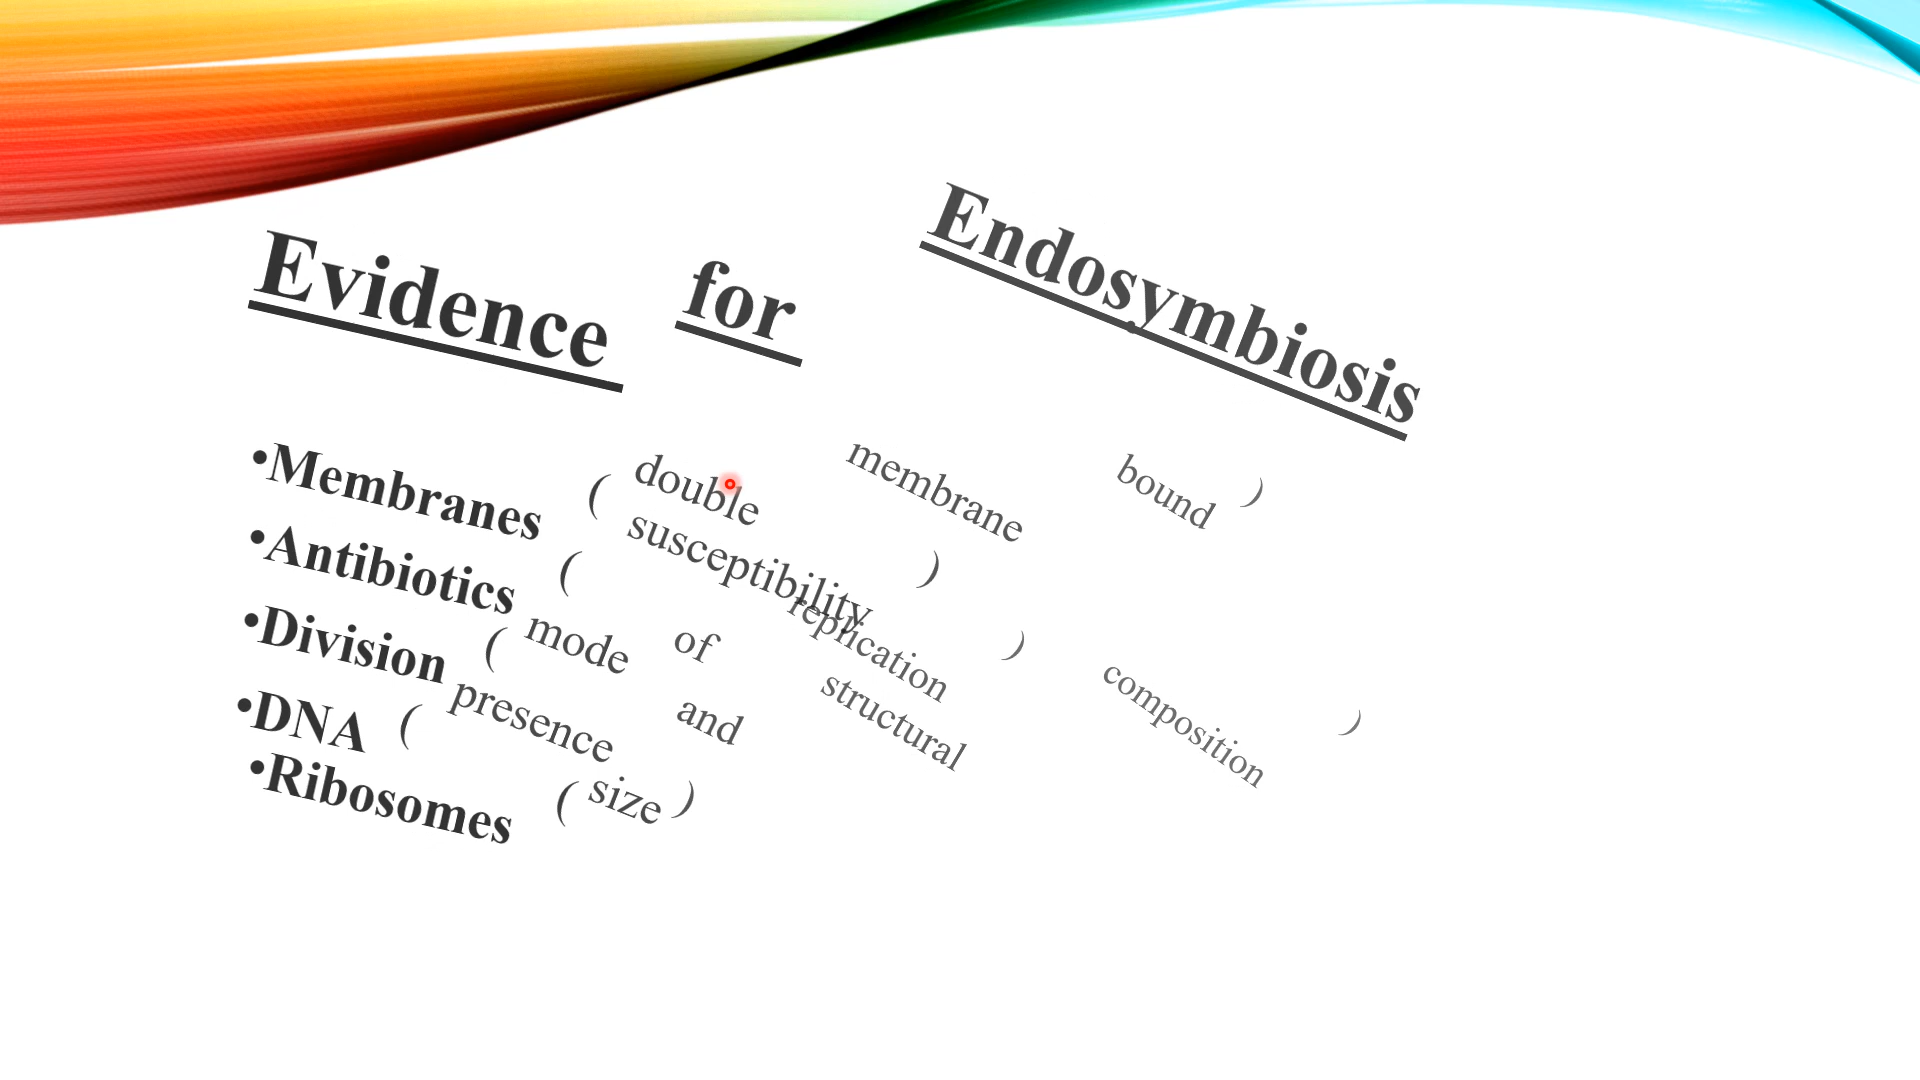 Evidence for Endosymbiosis
•Membranes ( double membrane bound )
•Antibiotics ( susceptibility )
•Division ( mode of replication )
•DNA ( presence and structural composition )
•Ribosomes ( size )